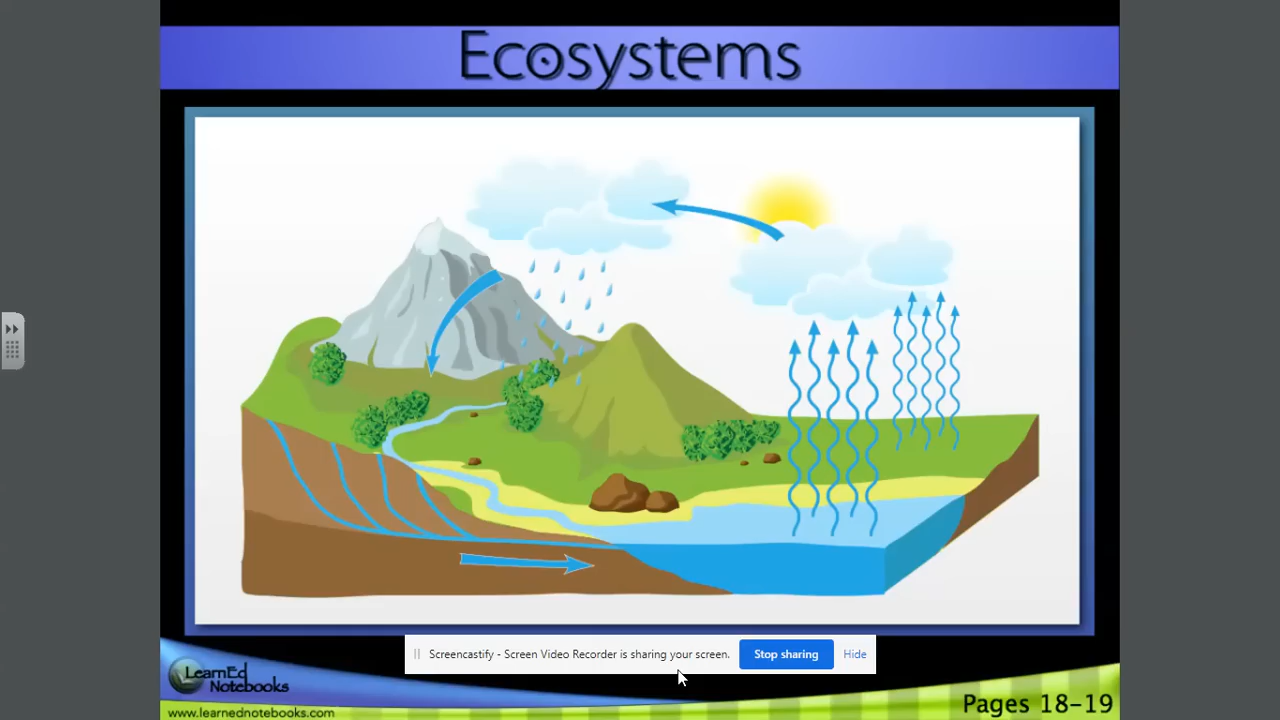 Ecosystems
Screencastify - Screen Video Recorder is sharing your screen.
Stop sharing
Hide
LearnEd
Notebooks
www.learnednotebooks.com
Pages 18-19